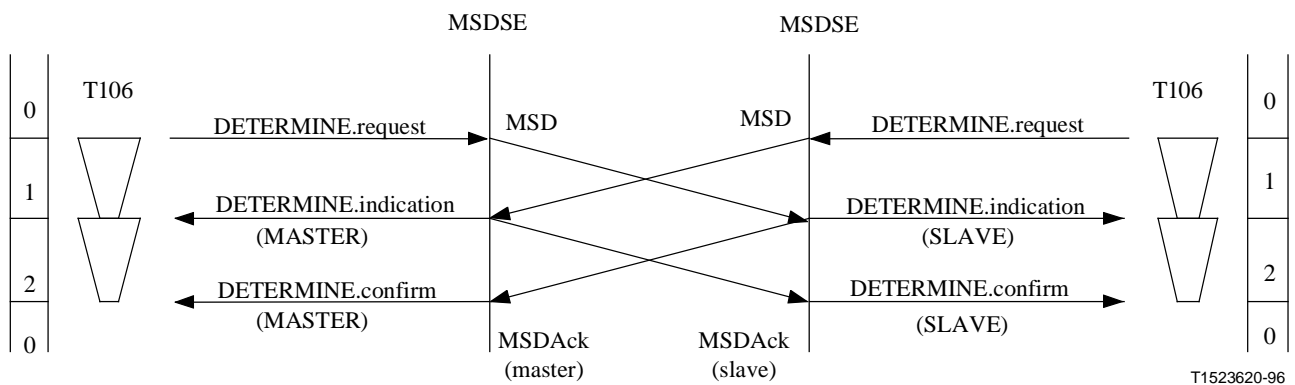 MSDSE MSDSE
T106 T106
0 0
DETERMINE.request MSD MSD DETERMINE.request
1 1
DETERMINE.indication DETERMINE.indication
(MASTER) (SLAVE)
2 2
DETERMINE.confirm DETERMINE.confirm
(MASTER) (SLAVE)
0 0
MSDAck MSDAck
(master) (slave)
T1523620-96